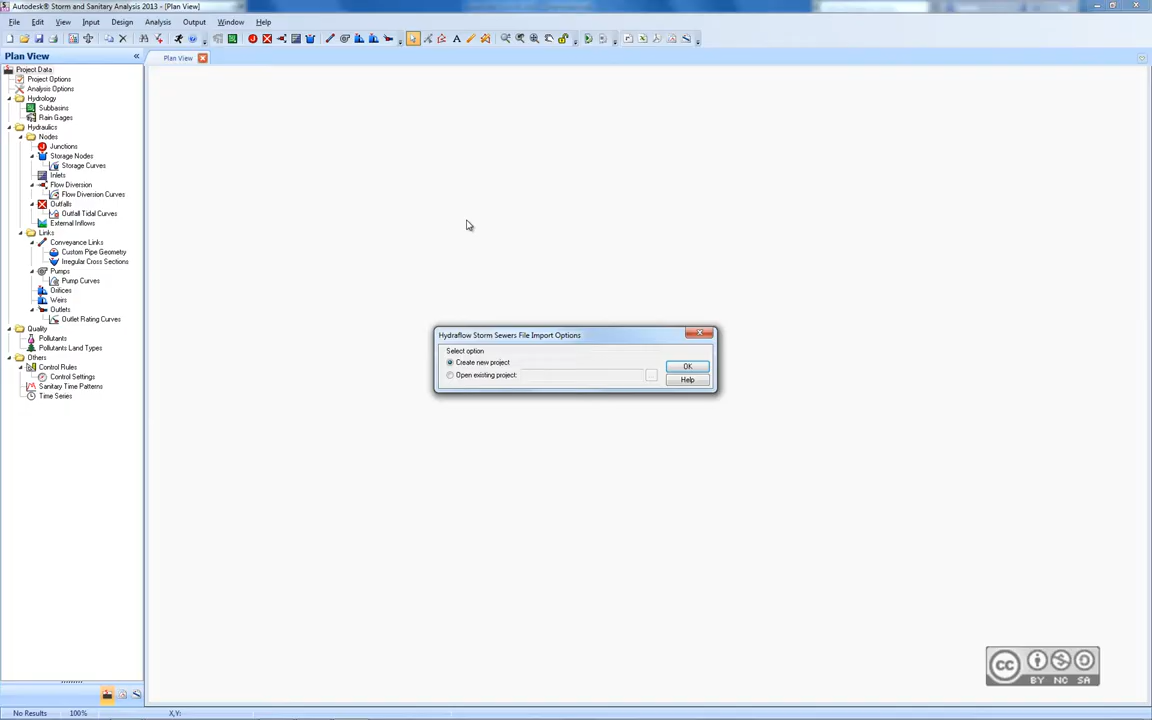 Autodesk® Storm and Sanitary Analysis 2013 - [Plan View]
File Edit View Input Design Analysis Output Window Help
Plan View «
Plan View
Project Data
Project Options
Analysis Options
Hydrology
Subbasins
Rain Gages
Hydraulics
Nodes
Junctions
Storage Nodes
Storage Curves
Inlets
Flow Diversion
Flow Diversion Curves
Outfalls
Outfall Tidal Curves
External Inflows
Links
Conveyance Links
Custom Pipe Geometry
Irregular Cross Sections
Pumps
Pump Curves
Orifices
Weirs
Outlets
Outlet Rating Curves
Quality
Pollutants
Pollutants Land Types
Others
Control Rules
Control Settings
Sanitary Time Patterns
Time Series
Hydraflow Storm Sewers File Import Options
Select option
Create new project
Open existing project:
OK
Help
...
cc BY NC SA
No Results 100% X,Y: